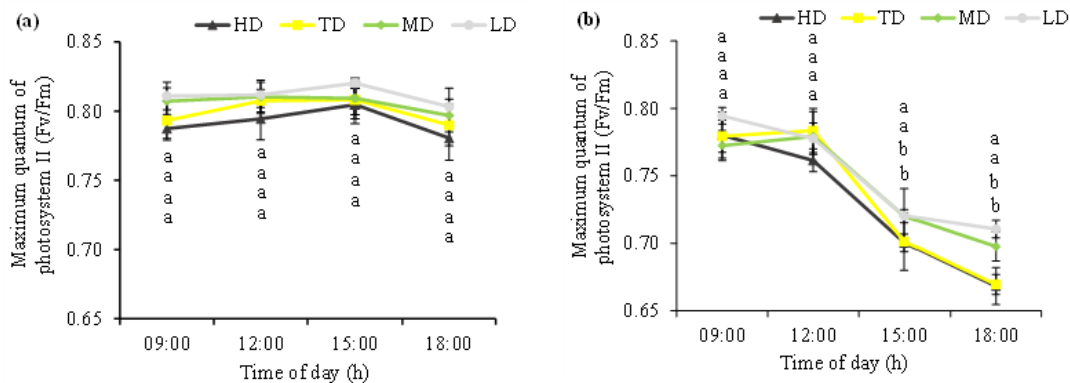 (a)
HD TD MD LD
Maximum quantum of
photosystem II (Fv/Fm)
0.85
0.80
0.75
0.70
0.65
a a a a
a a a a
a a a a
a a a a
09:00 12:00 15:00 18:00
Time of day (h)
(b)
HD TD MD LD
Maximum quantum of
photosystem II (Fv/Fm)
0.85
0.80
0.75
0.70
0.65
a a a a
a a a a
a a b b
a a b b
09:00 12:00 15:00 18:00
Time of day (h)